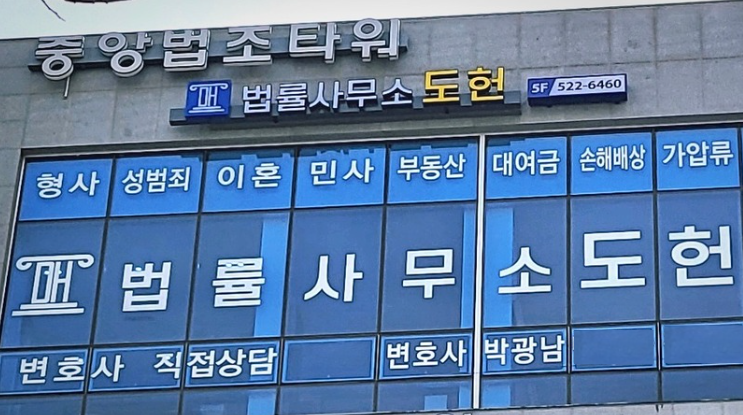 중앙법조타워
법률사무소 도헌 5F 522-6460
형사 성범죄 이혼 민사 부동산 대여금 손해배상 가압류
법률사무소도헌
변호사 직접상담 변호사 박광남